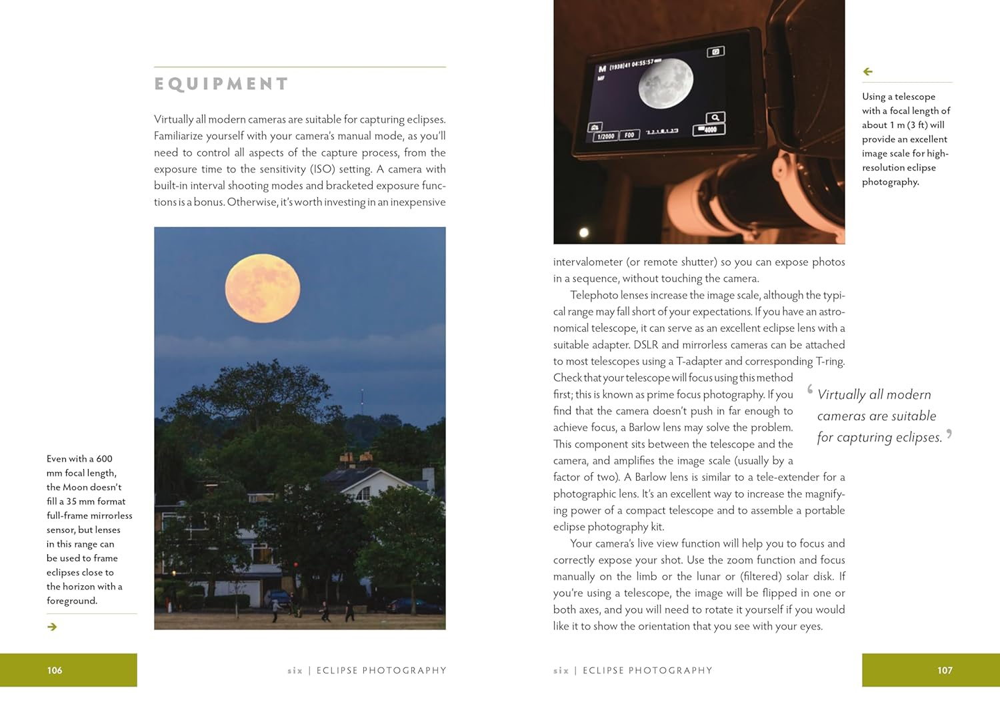 EQUIPMENT
Virtually all modern cameras are suitable for capturing eclipses.
Familiarize yourself with your camera’s manual mode, as you’ll
need to control all aspects of the capture process, from the
exposure time to the sensitivity (ISO) setting. A camera with
built-in interval shooting modes and bracketed exposure func-
tions is a bonus. Otherwise, it’s worth investing in an inexpensive
Even with a 600
mm focal length,
the Moon doesn’t
fill a 35 mm format
full-frame mirrorless
sensor, but lenses
in this range can
be used to frame
eclipses close to
the horizon with a
foreground.
106
six | ECLIPSE PHOTOGRAPHY
M [1938]41 04:55:57
MF
1/2000 F00
4000
Using a telescope
with a focal length of
about 1 m (3 ft) will
provide an excellent
image scale for high-
resolution eclipse
photography.
intervalometer (or remote shutter) so you can expose photos
in a sequence, without touching the camera.
Telephoto lenses increase the image scale, although the typi-
cal range may fall short of your expectations. If you have an astro-
nomical telescope, it can serve as an excellent eclipse lens with a
suitable adapter. DSLR and mirrorless cameras can be attached
to most telescopes using a T-adapter and corresponding T-ring.
Check that your telescope will focus using this method
first; this is known as prime focus photography. If you
find that the camera doesn’t push in far enough to
achieve focus, a Barlow lens may solve the problem.
This component sits between the telescope and the
camera, and amplifies the image scale (usually by a
factor of two). A Barlow lens is similar to a tele-extender for a
photographic lens. It’s an excellent way to increase the magnify-
ing power of a compact telescope and to assemble a portable
eclipse photography kit.
Your camera’s live view function will help you to focus and
correctly expose your shot. Use the zoom function and focus
manually on the limb or the lunar or (filtered) solar disk. If
you’re using a telescope, the image will be flipped in one or
both axes, and you will need to rotate it yourself if you would
like it to show the orientation that you see with your eyes.
‘ Virtually all modern
cameras are suitable
for capturing eclipses. ’
six | ECLIPSE PHOTOGRAPHY
107